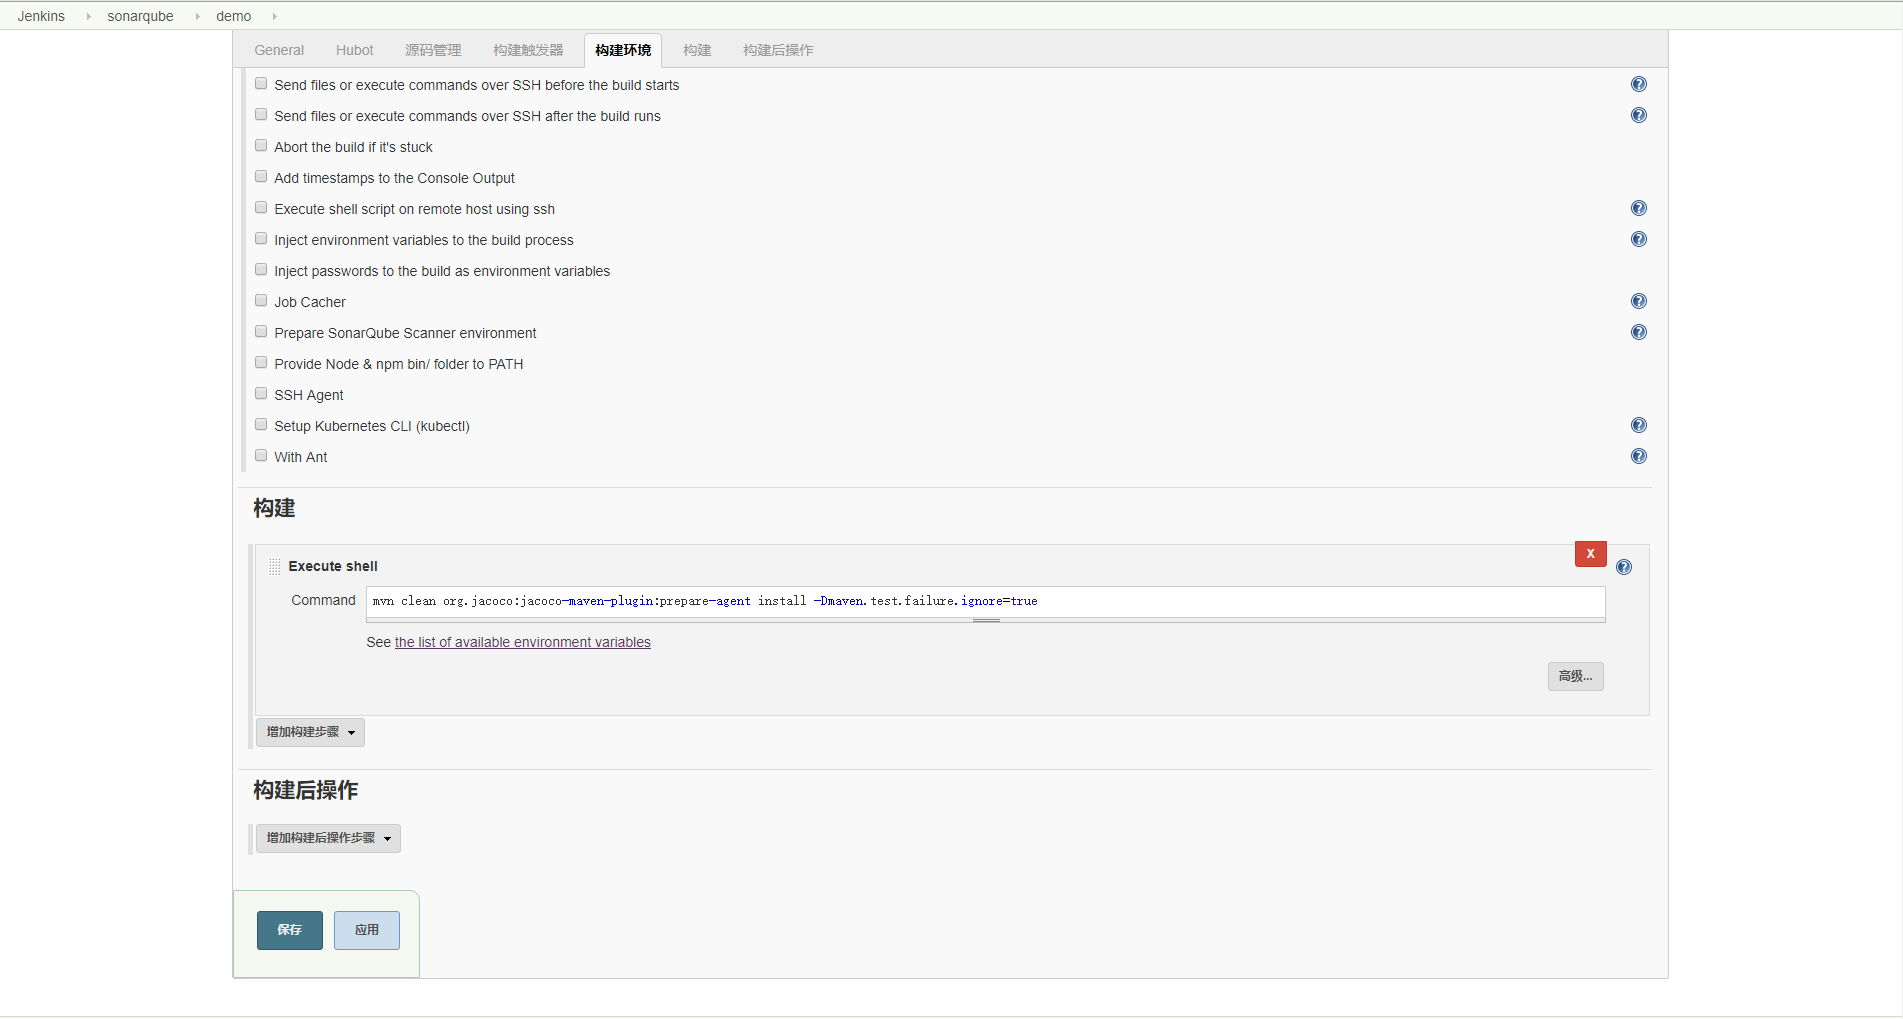 Jenkins sonarqube demo
General Hubot 源码管理 构建触发器 构建环境 构建 构建后操作
Send files or execute commands over SSH before the build starts
Send files or execute commands over SSH after the build runs
Abort the build if it's stuck
Add timestamps to the Console Output
Execute shell script on remote host using ssh
Inject environment variables to the build process
Inject passwords to the build as environment variables
Job Cacher
Prepare SonarQube Scanner environment
Provide Node & npm bin/ folder to PATH
SSH Agent
Setup Kubernetes CLI (kubectl)
With Ant
构建
X
Execute shell
Command mvn clean org.jacoco:jacoco-maven-plugin:prepare-agent install -Dmaven.test.failure.ignore=true
See the list of available environment variables
高级...
增加构建步骤
构建后操作
增加构建后操作步骤
保存 应用